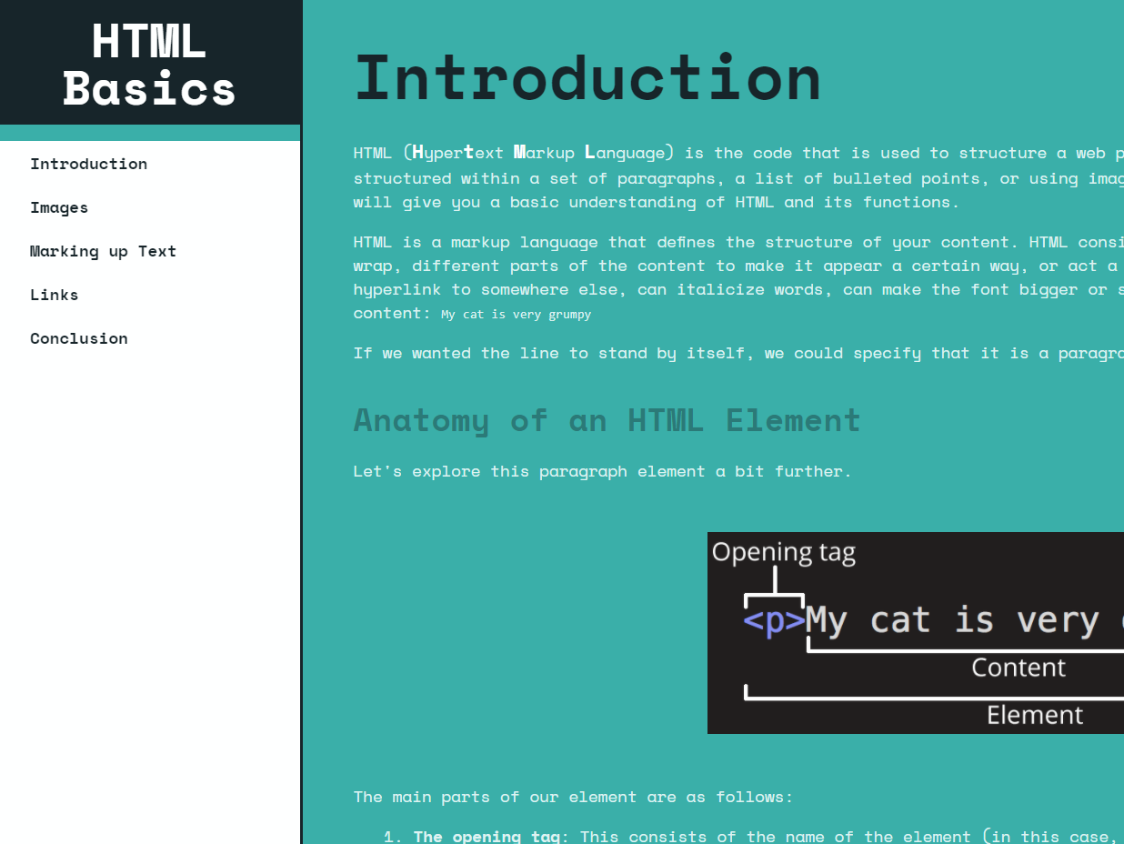 HTML
Basics
Introduction
Images
Marking up Text
Links
Conclusion
Introduction
HTML (Hypertext Markup Language) is the code that is used to structure a web
structured within a set of paragraphs, a list of bulleted points, or using
will give you a basic understanding of HTML and its functions.
HTML is a markup language that defines the structure of your content. HTML
wrap, different parts of the content to make it appear a certain way, or act a
hyperlink to somewhere else, can italicize words, can make the font bigger or
content: My cat is very grumpy
If we wanted the line to stand by itself, we could specify that it is a
Anatomy of an HTML Element
Let's explore this paragraph element a bit further.
Opening tag
<p>My cat is very
Content
Element
The main parts of our element are as follows:
1. The opening tag: This consists of the name of the element (in this case,